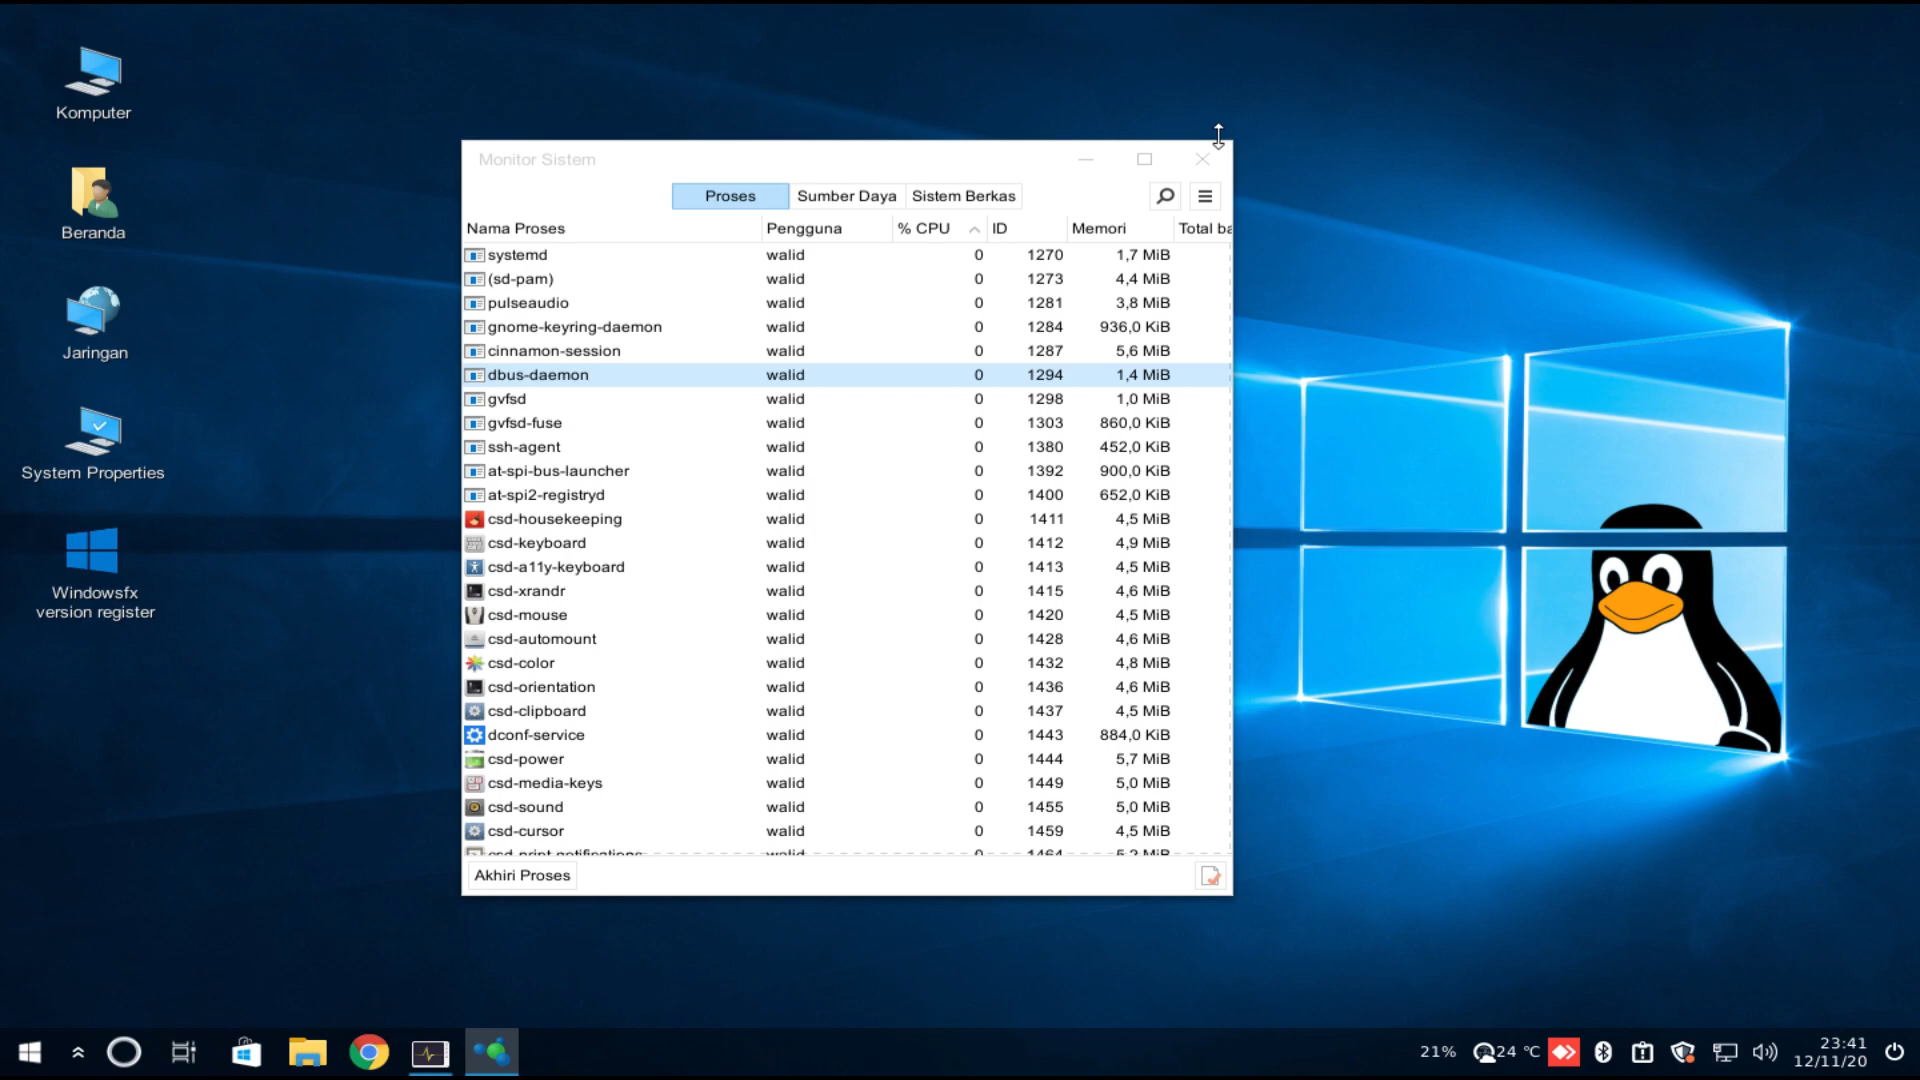 Komputer
Beranda
Jaringan
System Properties
Windowsfx
version register
Monitor Sistem
Proses Sumber Daya Sistem Berkas
Nama Proses Pengguna % CPU ID Memori Total ba
systemd walid 0 1270 1,7 MiB
(sd-pam) walid 0 1273 4,4 MiB
pulseaudio walid 0 1281 3,8 MiB
gnome-keyring-daemon walid 0 1284 936,0 KiB
cinnamon-session walid 0 1287 5,6 MiB
dbus-daemon walid 0 1294 1,4 MiB
gvfsd walid 0 1298 1,0 MiB
gvfsd-fuse walid 0 1303 860,0 KiB
ssh-agent walid 0 1380 452,0 KiB
at-spi-bus-launcher walid 0 1392 900,0 KiB
at-spi2-registryd walid 0 1400 652,0 KiB
csd-housekeeping walid 0 1411 4,5 MiB
csd-keyboard walid 0 1412 4,9 MiB
csd-a11y-keyboard walid 0 1413 4,5 MiB
csd-xrandr walid 0 1415 4,6 MiB
csd-mouse walid 0 1420 4,5 MiB
csd-automount walid 0 1428 4,6 MiB
csd-color walid 0 1432 4,8 MiB
csd-orientation walid 0 1436 4,6 MiB
csd-clipboard walid 0 1437 4,5 MiB
dconf-service walid 0 1443 884,0 KiB
csd-power walid 0 1444 5,7 MiB
csd-media-keys walid 0 1449 5,0 MiB
csd-sound walid 0 1455 5,0 MiB
csd-cursor walid 0 1459 4,5 MiB
csd-print-notifications walid 0 1464 5,2 MiB
Akhiri Proses
21% 24 °C 23:41
12/11/20